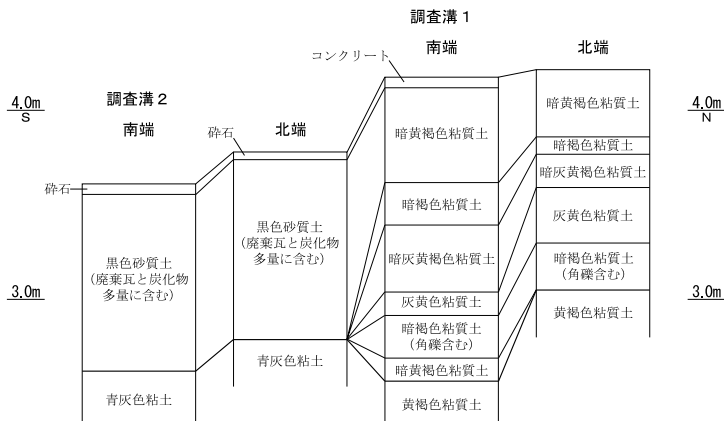 調査溝1
南端
北端
コンクリート
調査溝2
南端
北端
4.0m
S
4.0m
N
砕石
砕石
暗黄褐色粘質土
暗褐色粘質土
暗灰黄褐色粘質土
灰黄色粘質土
暗褐色粘質土
(角礫含む)
暗黄褐色粘質土
黄褐色粘質土
暗黄褐色粘質土
暗褐色粘質土
暗灰黄褐色粘質土
灰黄色粘質土
暗褐色粘質土
(角礫含む)
黄褐色粘質土
黒色砂質土
(廃棄瓦と炭化物
多量に含む)
青灰色粘土
黒色砂質土
(廃棄瓦と炭化物
多量に含む)
青灰色粘土
3.0m
3.0m